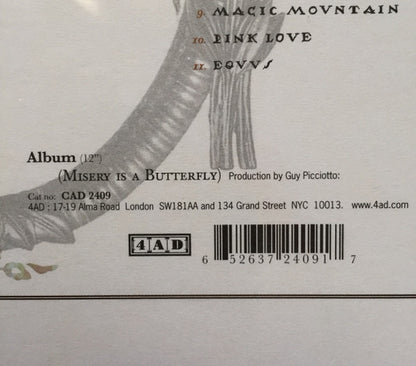 9. MAGIC MOVNTAIN
10. PINK LOVE
11. EQVVS
Album (12")
(MISERY IS A BUTTERFLY) Production by Guy Picciotto:
Cat no: CAD 2409
4AD : 17-19 Alma Road London SW181AA and 134 Grand Street NYC 10013. www.4ad.com
4AD
6 52637 24091 7